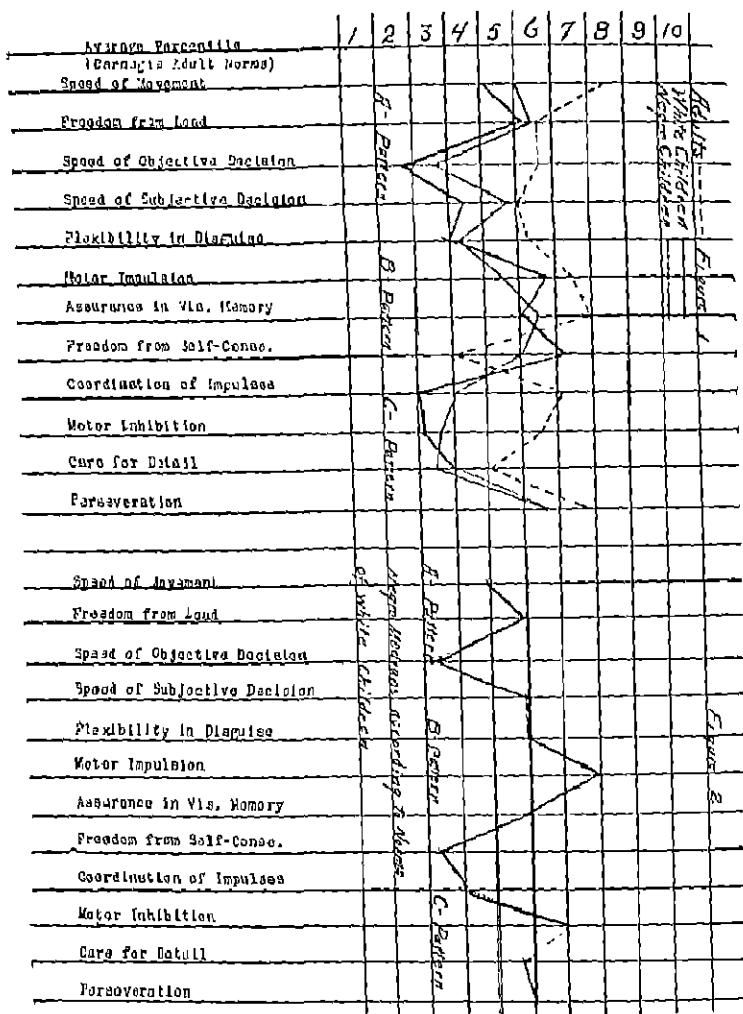 1 2 3 4 5 6 7 8 9 10
Average Percentile
(Carnegie Adult Norms)
Speed of Movement
Freedom from Load
Speed of Objective Decision
Speed of Subjective Decision
Flexibility in Disguise
Motor Impulsion
Assurance in Vis. Memory
Freedom from Self-Consc.
Coordination of Impulses
Motor Inhibition
Care for Detail
Perseveration
A- Pattern
B- Pattern
C- Pattern
Figure 1
Adults
White Children
Negro Children
Speed of Movement
Freedom from Load
Speed of Objective Decision
Speed of Subjective Decision
Flexibility in Disguise
Motor Impulsion
Assurance in Vis. Memory
Freedom from Self-Consc.
Coordination of Impulses
Motor Inhibition
Care for Detail
Perseveration
A- Pattern
B- Pattern
C- Pattern
Figure 2
Negro Medians according to Norms
of White Children